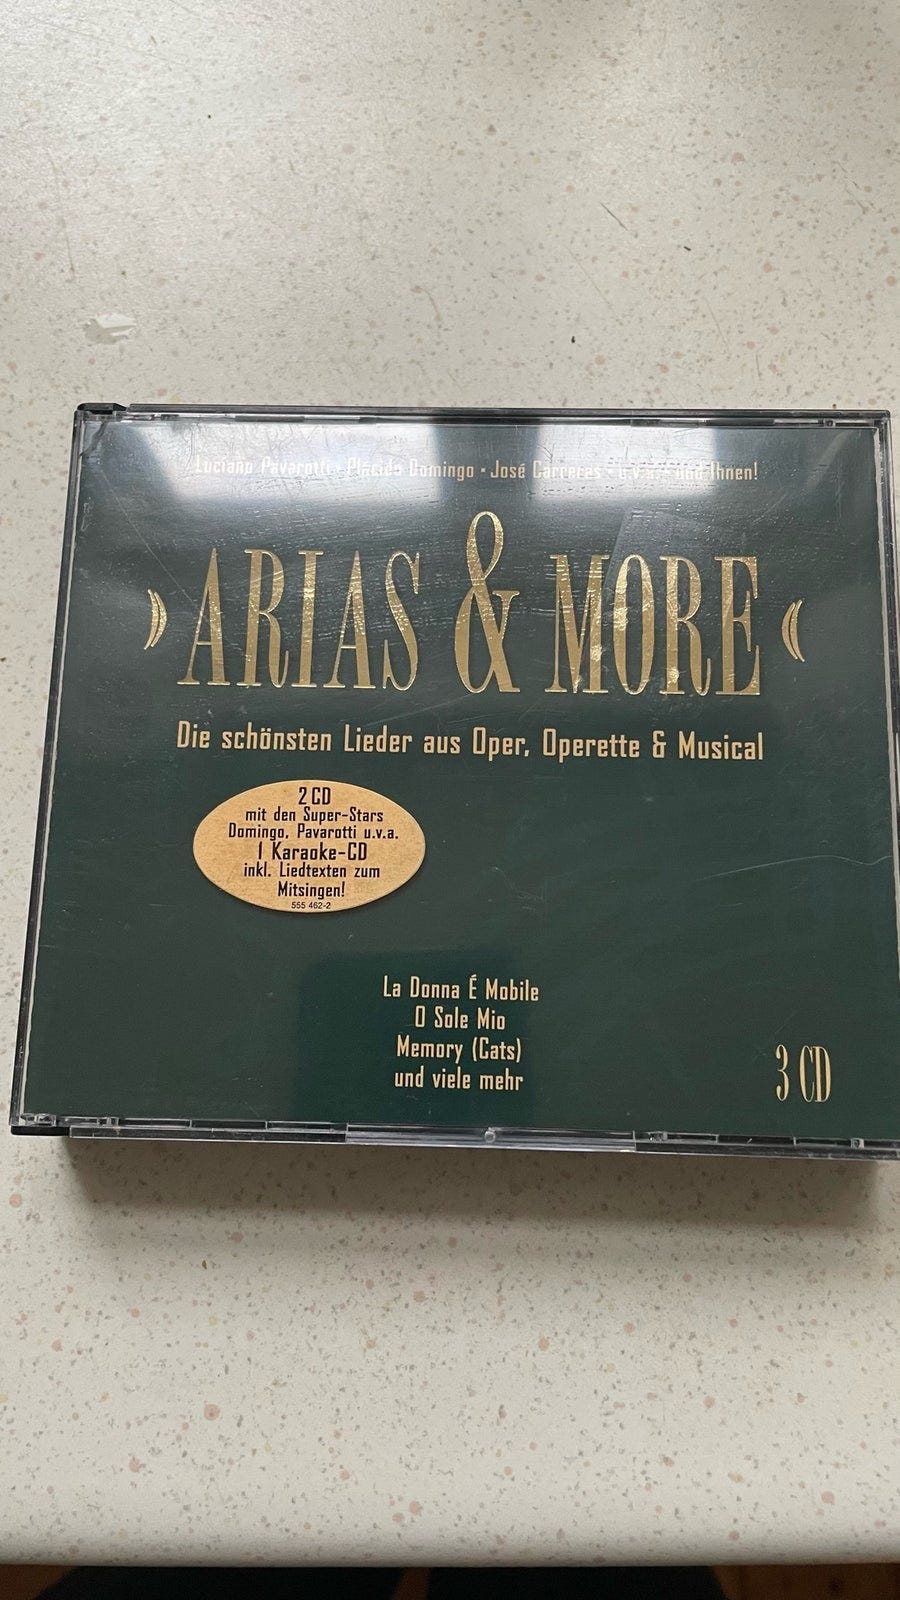 Luciano Pavarotti • Plácido Domingo • José Carreras • u.v.a. • und Ihnen!
ARIAS & MORE
Die schönsten Lieder aus Oper, Operette & Musical
2 CD
mit den Super-Stars
Domingo, Pavarotti u.v.a.
1 Karaoke-CD
inkl. Liedtexten zum
Mitsingen!
555 462-2
La Donna É Mobile
O Sole Mio
Memory (Cats)
und viele mehr
3 CD